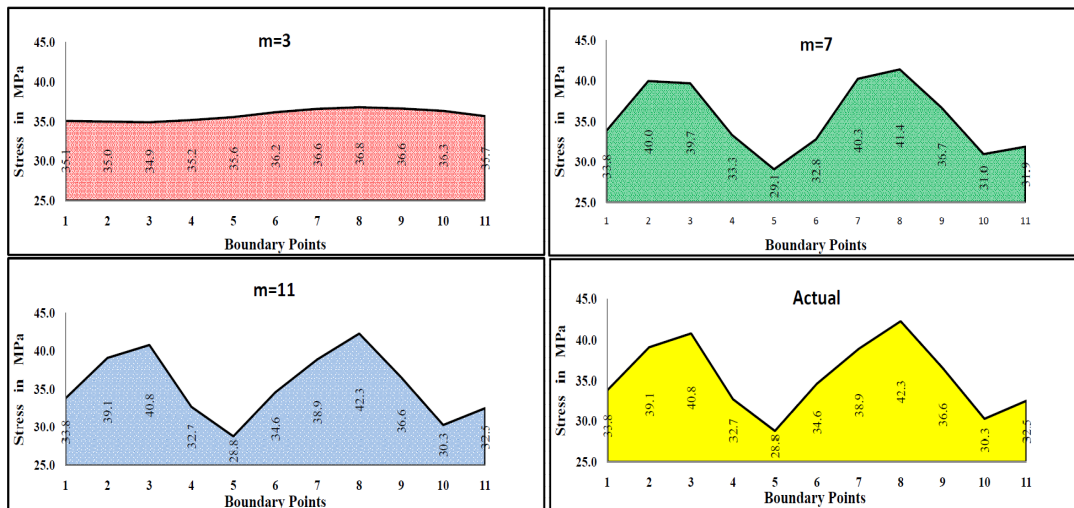 m=3
Stress in MPa
45.0
40.0
35.0
30.0
25.0
35.1 35.0 34.9 35.2 35.6 36.2 36.6 36.8 36.6 36.3 35.7
1 2 3 4 5 6 7 8 9 10 11
Boundary Points
m=7
Stress in MPa
45.0
40.0
35.0
30.0
25.0
33.8 40.0 39.7 33.3 29.1 32.8 40.3 41.4 36.7 31.0 31.9
1 2 3 4 5 6 7 8 9 10 11
Boundary Points
m=11
Stress in MPa
45.0
40.0
35.0
30.0
25.0
33.8 39.1 40.8 32.7 28.8 34.6 38.9 42.3 36.6 30.3 32.5
1 2 3 4 5 6 7 8 9 10 11
Boundary Points
Actual
Stress in MPa
45.0
40.0
35.0
30.0
25.0
33.8 39.1 40.8 32.7 28.8 34.6 38.9 42.3 36.6 30.3 32.5
1 2 3 4 5 6 7 8 9 10 11
Boundary Points